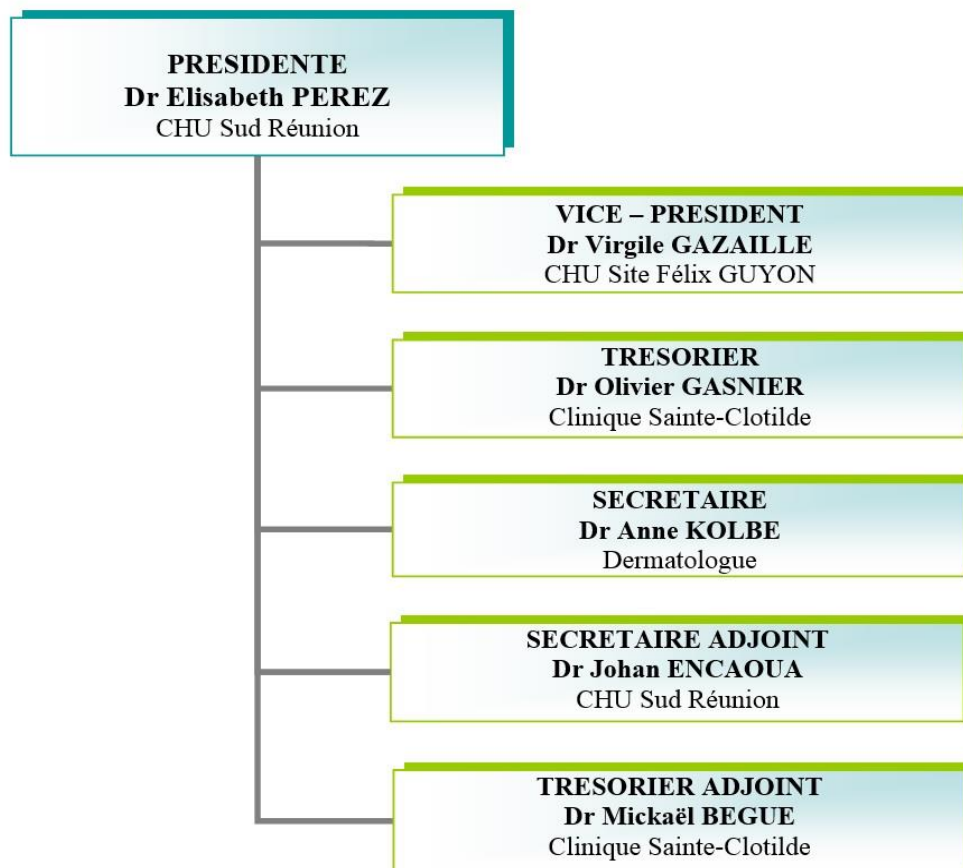 PRESIDENTE
Dr Elisabeth PEREZ
CHU Sud Réunion
VICE – PRESIDENT
Dr Virgile GAZAILLE
CHU Site Félix GUYON
TRESORIER
Dr Olivier GASNIER
Clinique Sainte-Clotilde
SECRETAIRE
Dr Anne KOLBE
Dermatologue
SECRETAIRE ADJOINT
Dr Johan ENCAOUA
CHU Sud Réunion
TRESORIER ADJOINT
Dr Mickaël BEGUE
Clinique Sainte-Clotilde